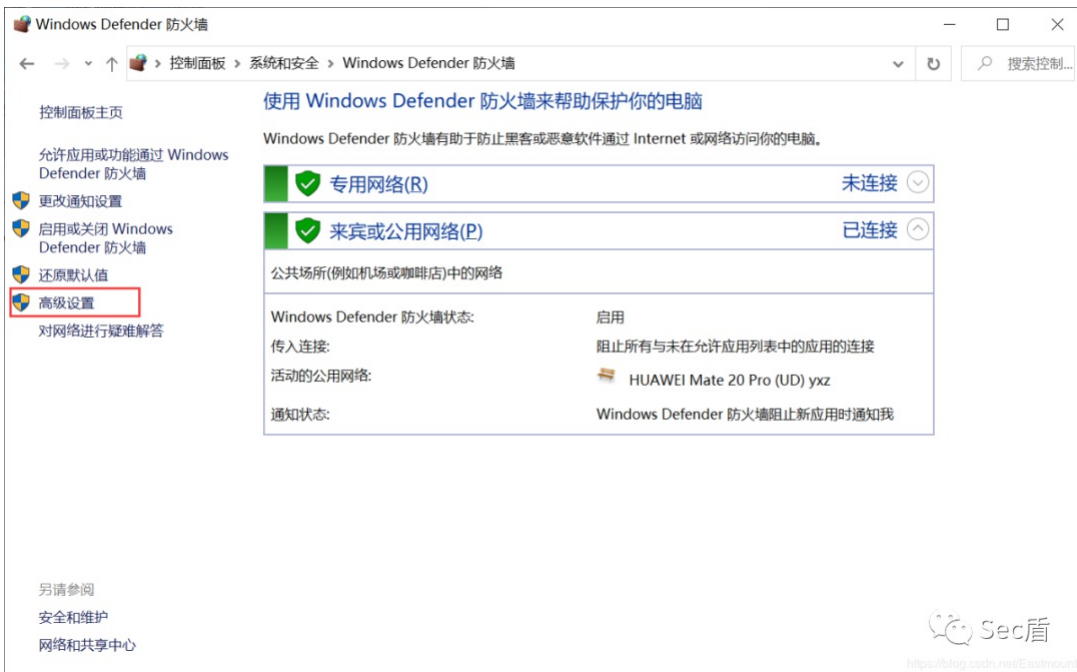 Windows Defender 防火墙
控制面板 > 系统和安全 > Windows Defender 防火墙
搜索控制...
控制面板主页
允许应用或功能通过 Windows
Defender 防火墙
更改通知设置
启用或关闭 Windows
Defender 防火墙
还原默认值
高级设置
对网络进行疑难解答
使用 Windows Defender 防火墙来帮助保护你的电脑
Windows Defender 防火墙有助于防止黑客或恶意软件通过 Internet 或网络访问你的电脑。
专用网络(R) 未连接
来宾或公用网络(P) 已连接
公共场所(例如机场或咖啡店)中的网络
Windows Defender 防火墙状态: 启用
传入连接: 阻止所有与未在允许应用列表中的应用的连接
活动的公用网络: HUAWEI Mate 20 Pro (UD) yxz
通知状态: Windows Defender 防火墙阻止新应用时通知我
另请参阅
安全和维护
网络和共享中心
Sec盾
https://blog.csdn.net/Eastmount